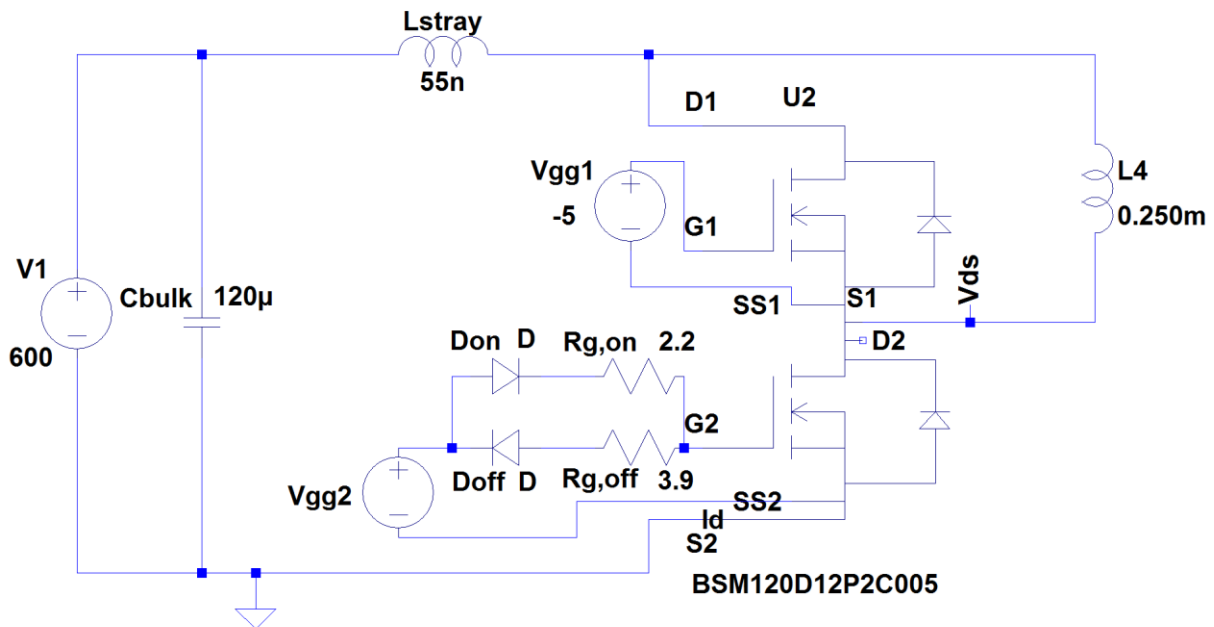 Lstray
55n
D1
U2
Vgg1
-5
G1
L4
0.250m
V1
600
Cbulk
120µ
SS1
S1
Vds
D2
Don
D
Rg,on
2.2
G2
Doff
D
Rg,off
3.9
Vgg2
SS2
Id
S2
BSM120D12P2C005